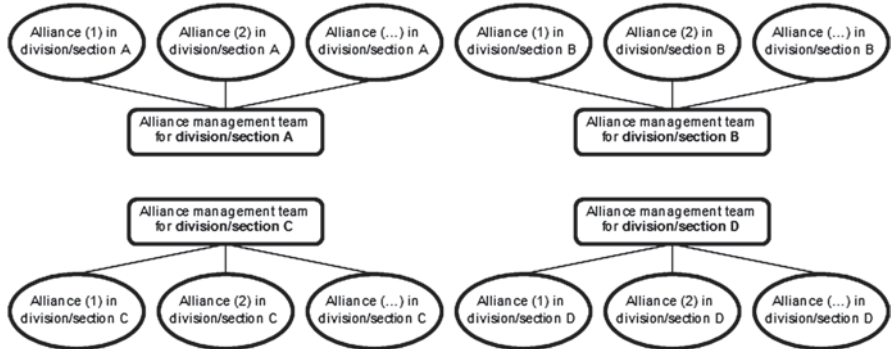 Alliance (1) in
division/section A
Alliance (2) in
division/section
A
Alliance (...) in
division/section
A
Alliance (1) in
division/section B
Alliance (2) in
division/section B
Alliance (...) in
division/section B
Alliance management team
for division/section A
Alliance management team
for division/section B
Alliance management team
for division/section C
Alliance management team
for division/section D
Alliance (1) in
division/section C
Alliance (2) in
division/section C
Alliance (...) in
division/section C
Alliance (1) in
division/section D
Alliance (2) in
division/section D
Alliance (...) in
division/section D